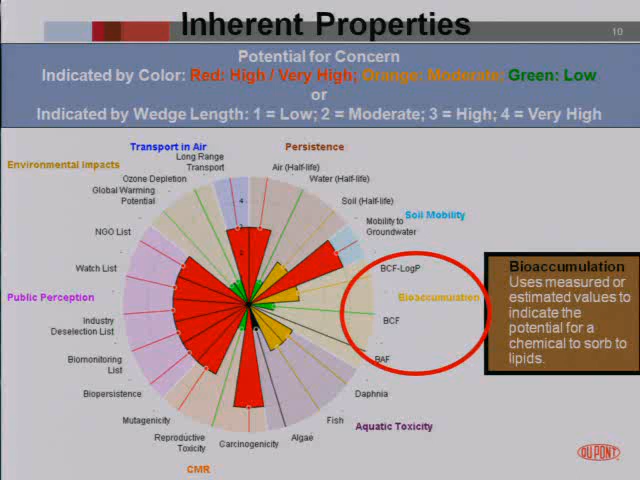 Inherent Properties
10
Potential for Concern
Indicated by Color: Red: High / Very High; Orange: Moderate; Green: Low
or
Indicated by Wedge Length: 1 = Low; 2 = Moderate; 3 = High; 4 = Very High
Transport in Air
Persistence
Environmental Impacts
Long Range
Transport
Air (Half-life)
Ozone Depletion
Water (Half-life)
Global Warming
Potential
Soil (Half-life)
Soil Mobility
NGO List
Mobility to
Groundwater
Watch List
BCF-LogP
Public Perception
Bioaccumulation
Industry
Deselection List
BCF
Biomonitoring
List
BAF
Biopersistence
Daphnia
Mutagenicity
Fish
Aquatic Toxicity
Reproductive
Toxicity
Carcinogenicity
Algae
CMR
4
3
2
Bioaccumulation
Uses measured or
estimated values to
indicate the
potential for a
chemical to sorb to
lipids.
DUPONT